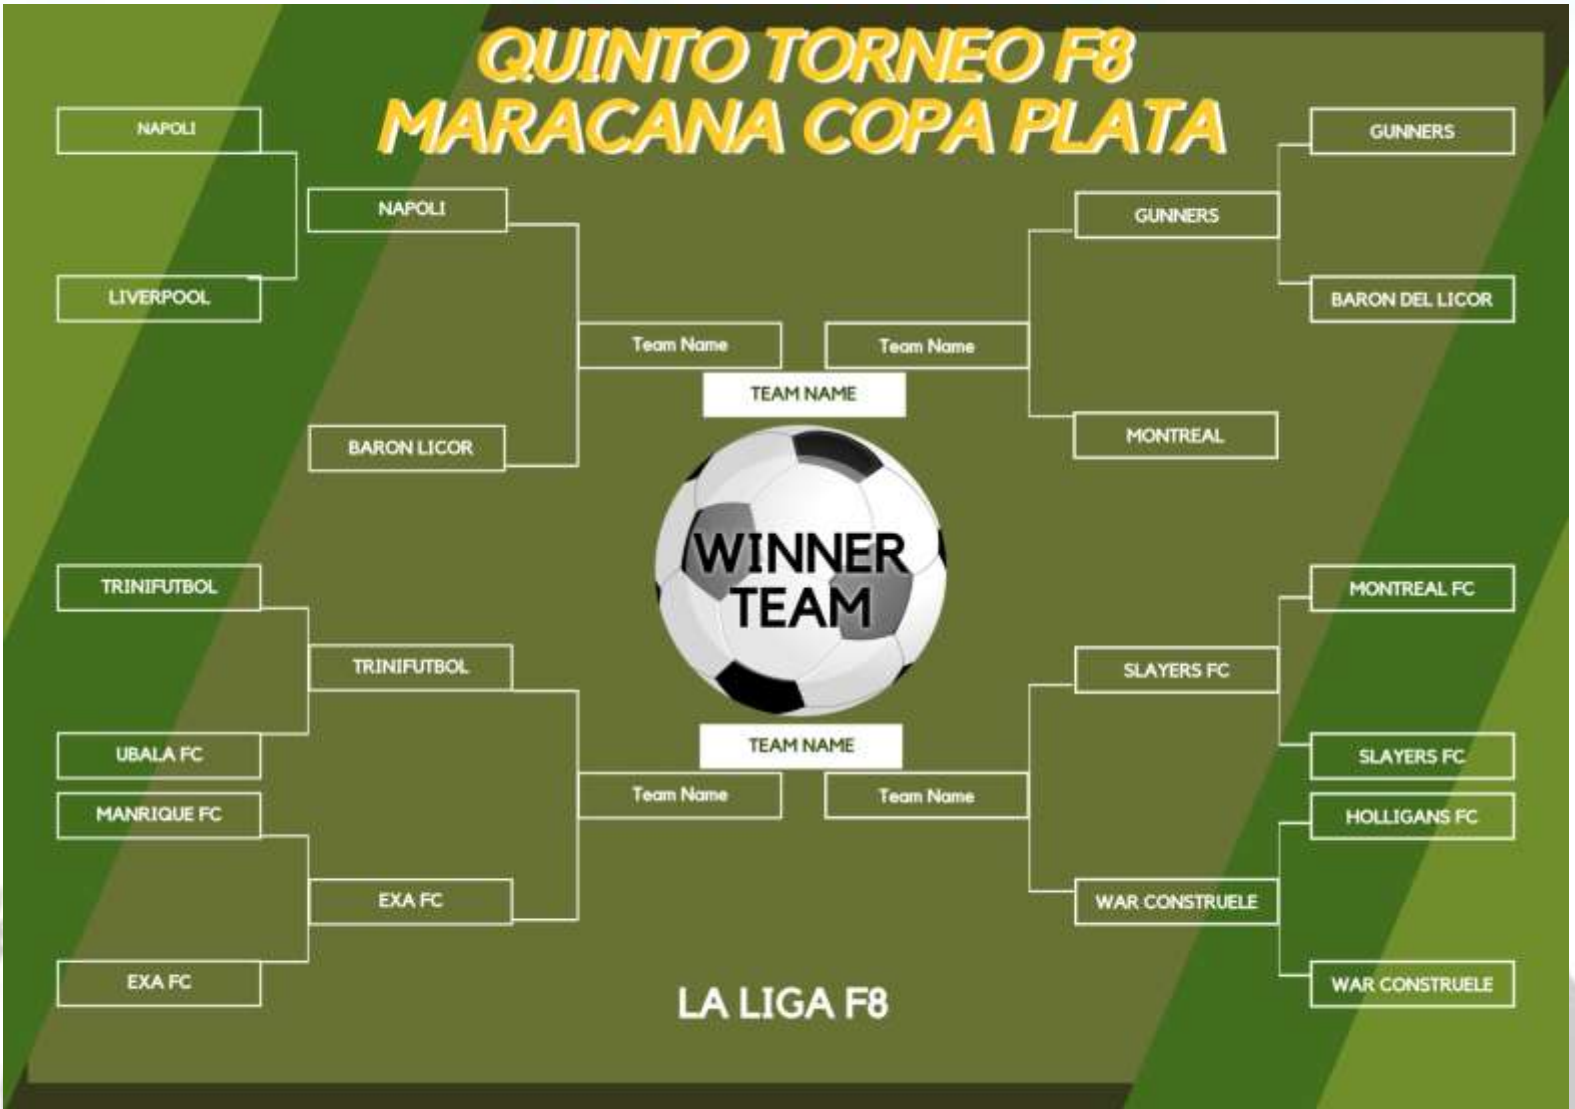 QUINTO TORNEO F8
MARACANA COPA PLATA
NAPOLI
GUNNERS
NAPOLI
GUNNERS
LIVERPOOL
BARON DEL LICOR
Team Name
Team Name
TEAM NAME
BARON LICOR
MONTREAL
WINNER
TEAM
TRINIFUTBOL
MONTREAL FC
TRINIFUTBOL
SLAYERS FC
UBALA FC
TEAM NAME
SLAYERS FC
Team Name
Team Name
MANRIQUE FC
HOLLIGANS FC
EXA FC
WAR CONSTRUELE
EXA FC
WAR CONSTRUELE
LA LIGA F8